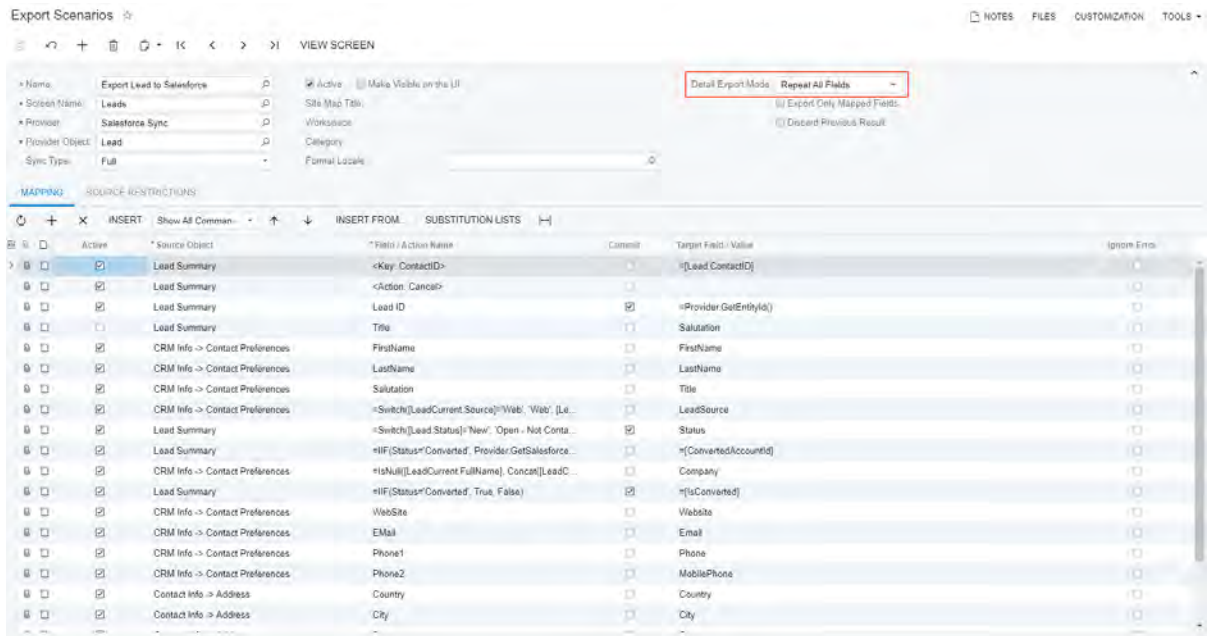 Export Scenarios
NOTES FILES CUSTOMIZATION TOOLS
VIEW SCREEN
* Name: Export Lead to Salesforce Active Make Visible on the UI Detail Export Mode: Repeat All Fields
* Screen Name: Leads Site Map Title: Export Only Mapped Fields
* Provider: Salesforce Sync Workspace: Discard Previous Result
* Provider Object: Lead Category:
Sync Type: Full Format Locale:
MAPPING SOURCE RESTRICTIONS
INSERT Show All Comman... INSERT FROM... SUBSTITUTION LISTS
Active * Source Object * Field / Action Name Commit Target Field / Value Ignore Error
Lead Summary <Key: ContactID> =[Lead.ContactID]
Lead Summary <Action: Cancel>
Lead Summary Lead ID =Provider.GetEntityId()
Lead Summary Title Salutation
CRM Info -> Contact Preferences FirstName FirstName
CRM Info -> Contact Preferences LastName LastName
CRM Info -> Contact Preferences Salutation Title
CRM Info -> Contact Preferences =Switch([LeadCurrent.Source]='Web', 'Web', [Le... LeadSource
Lead Summary =Switch([Lead.Status]='New', 'Open - Not Conta... Status
Lead Summary =IIF(Status='Converted', Provider.GetSalesforce... =[ConvertedAccountId]
CRM Info -> Contact Preferences =IsNull([LeadCurrent.FullName], Concat([LeadC... Company
Lead Summary =IIF(Status='Converted', True, False) =[IsConverted]
CRM Info -> Contact Preferences WebSite Website
CRM Info -> Contact Preferences EMail Email
CRM Info -> Contact Preferences Phone1 Phone
CRM Info -> Contact Preferences Phone2 MobilePhone
Contact Info -> Address Country Country
Contact Info -> Address City City